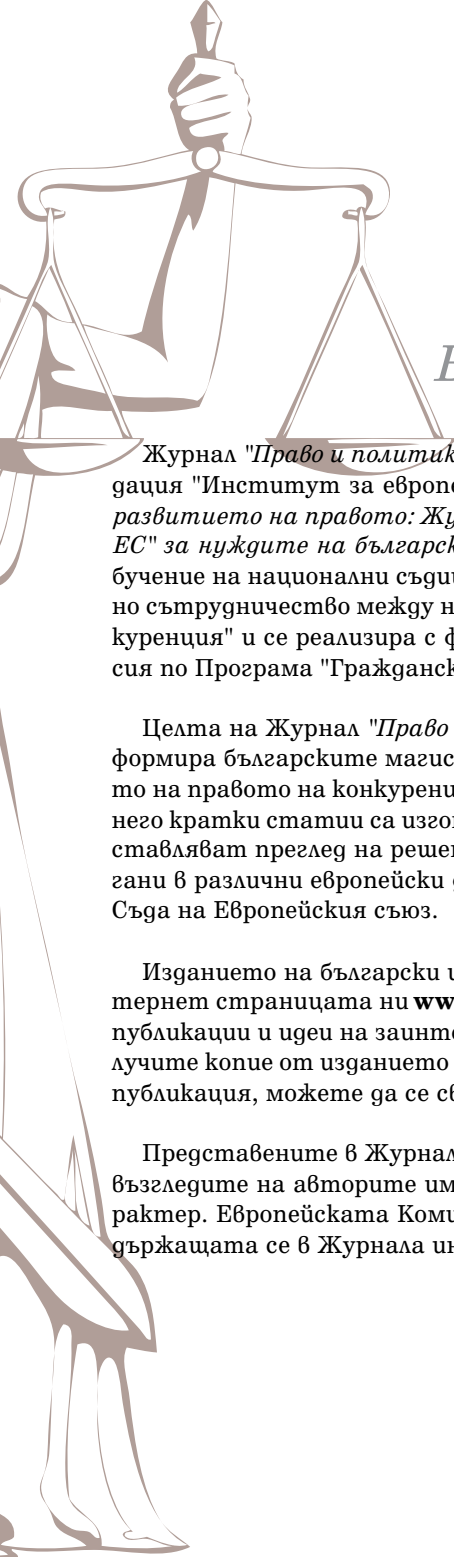 Журнал "Право и политик
дация "Институт за европе
развитието на правото: Жу
ЕС" за нуждите на българск
бучение на национални съди
но сътрудничество между н
куренция" и се реализира с ф
сия по Програма "Гражданск
Целта на Журнал "Право
формира българските магис
то на правото на конкуренц
него кратки статии са изго
ставляват преглед на реше
гани в различни европейски
Съда на Европейския съюз.
Изданието на български и
тернет страницата ни ww
публикации и идеи на заинте
лучите копие от изданието
публикация, можете да се св
Представените в Журнал
възгледите на авторите им
рактер. Европейската Коми
държащата се в Журнала ин